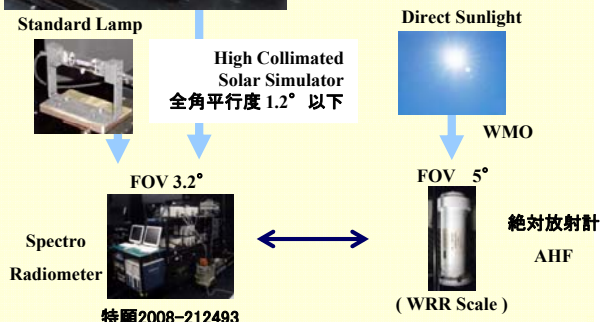 Standard Lamp
High Collimated
Solar Simulator
全角平行度 1.2° 以下
Direct Sunlight
WMO
FOV 3.2°
FOV 5°
Spectro
Radiometer
絶対放射計
AHF
( WRR Scale )
特願2008-212493